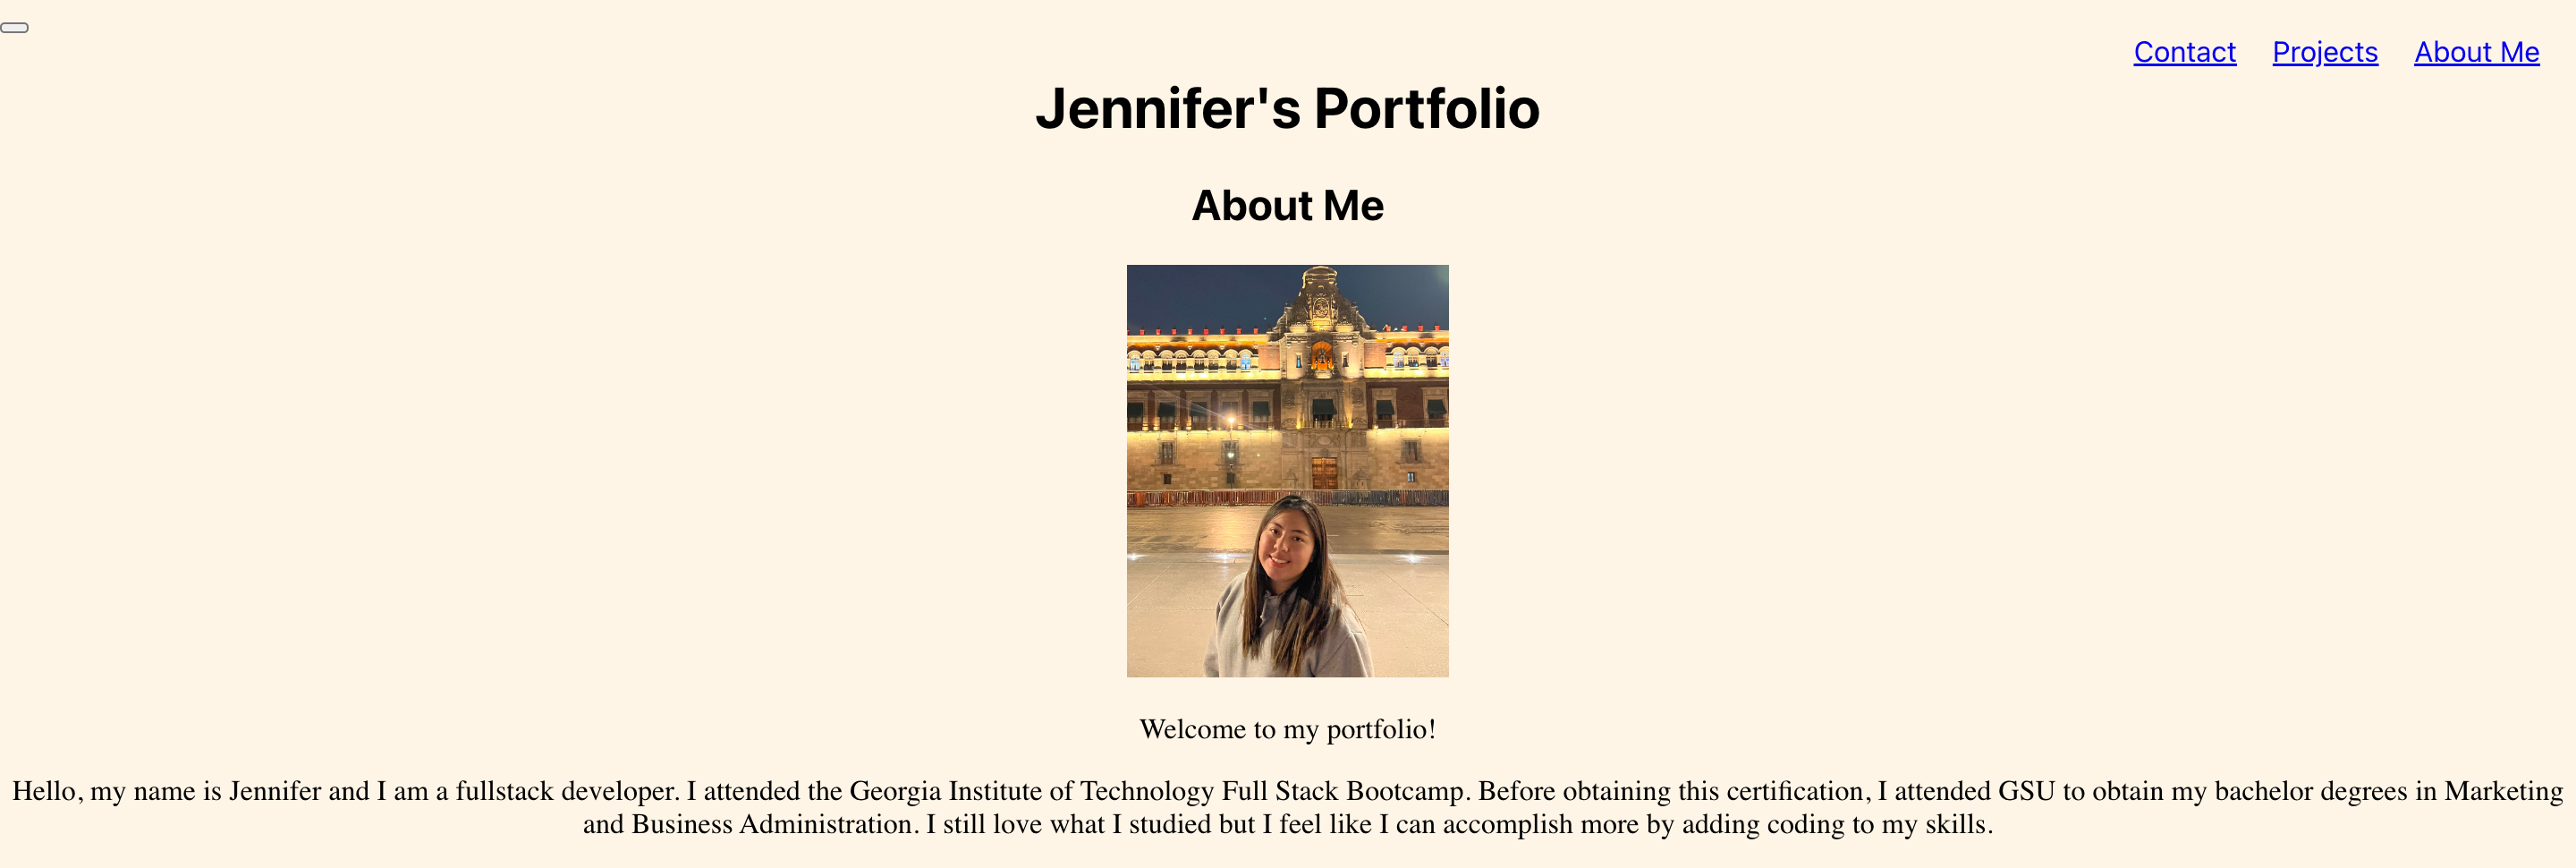 Contact Projects About Me
Jennifer's Portfolio
About Me
Welcome to my portfolio!
Hello, my name is Jennifer and I am a fullstack developer. I attended the Georgia Institute of Technology Full Stack Bootcamp. Before obtaining this certification, I attended GSU to obtain my bachelor degrees in Marketing
and Business Administration. I still love what I studied but I feel like I can accomplish more by adding coding to my skills.